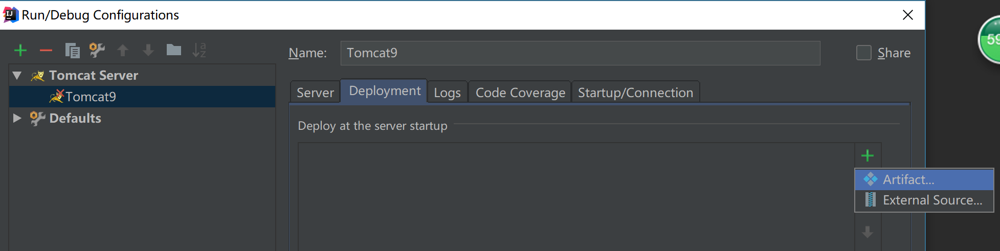 Run/Debug Configurations
Name: Tomcat9 Share
Tomcat Server
Tomcat9
Defaults
Server Deployment Logs Code Coverage Startup/Connection
Deploy at the server startup
Artifact...
External Source...
59